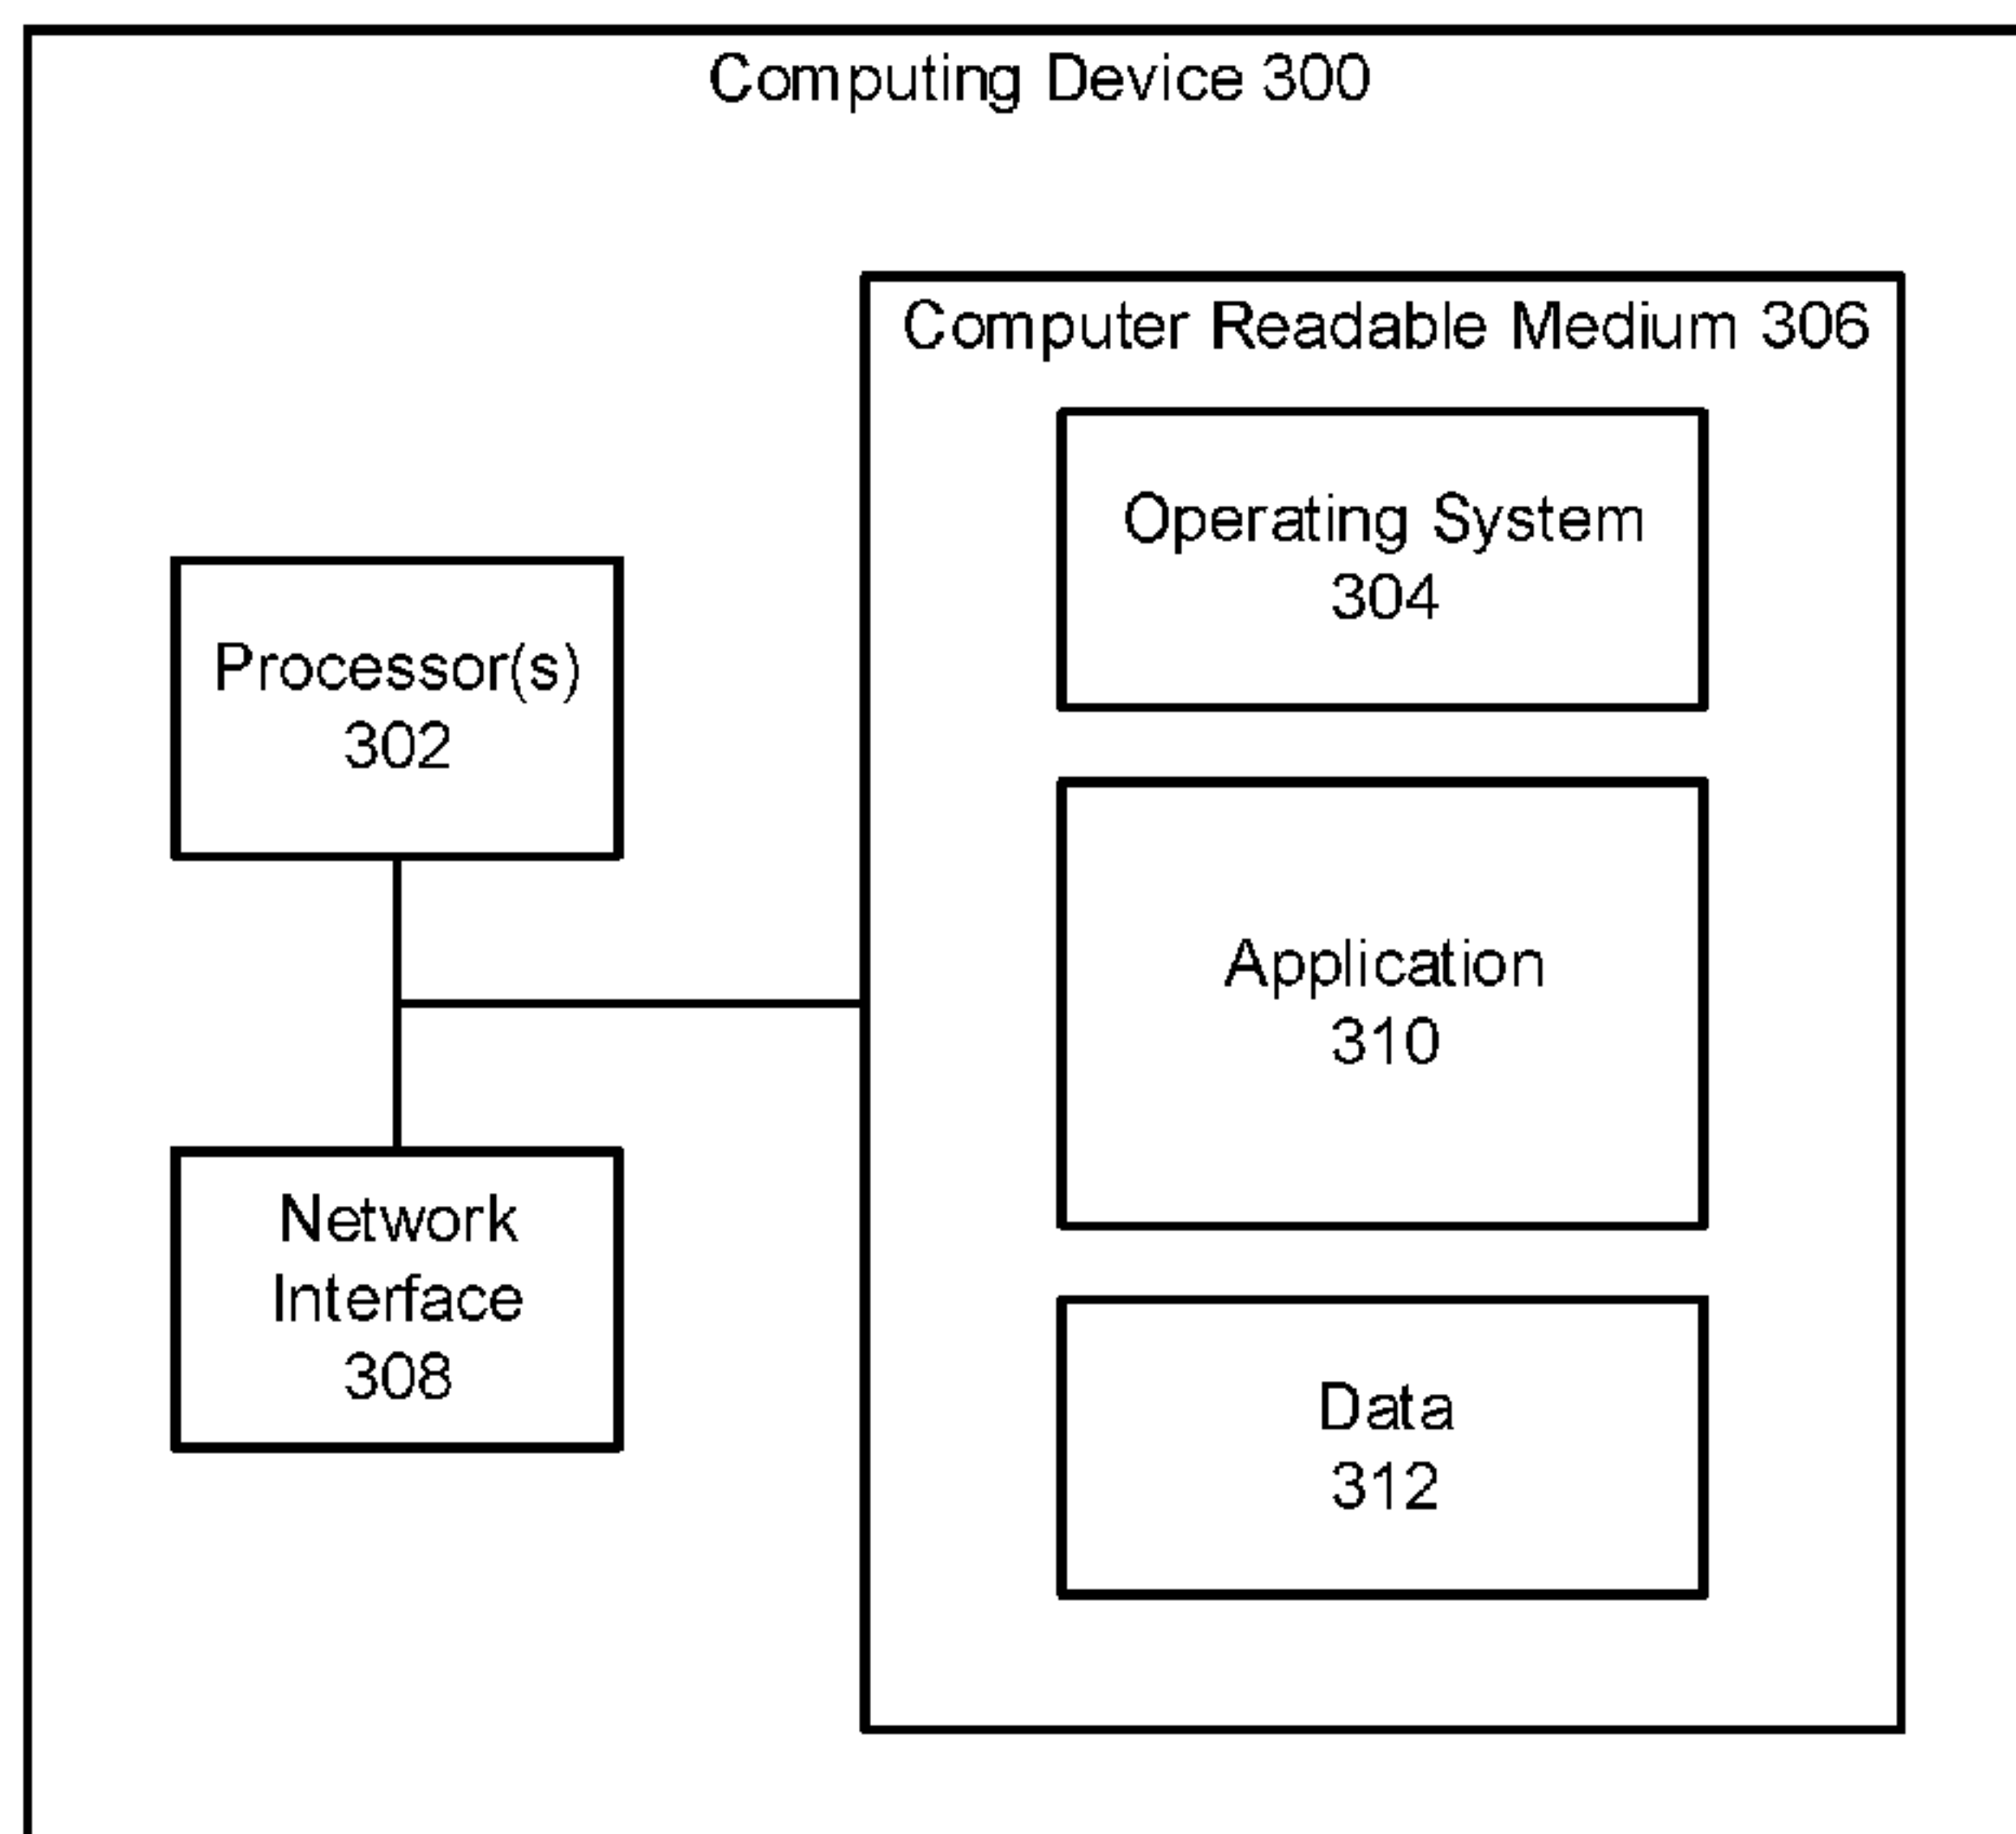 Computing Device 300
Computer Readable Medium 306
Operating System
304
Processor(s)
302
Application
310
Network
Interface
308
Data
312